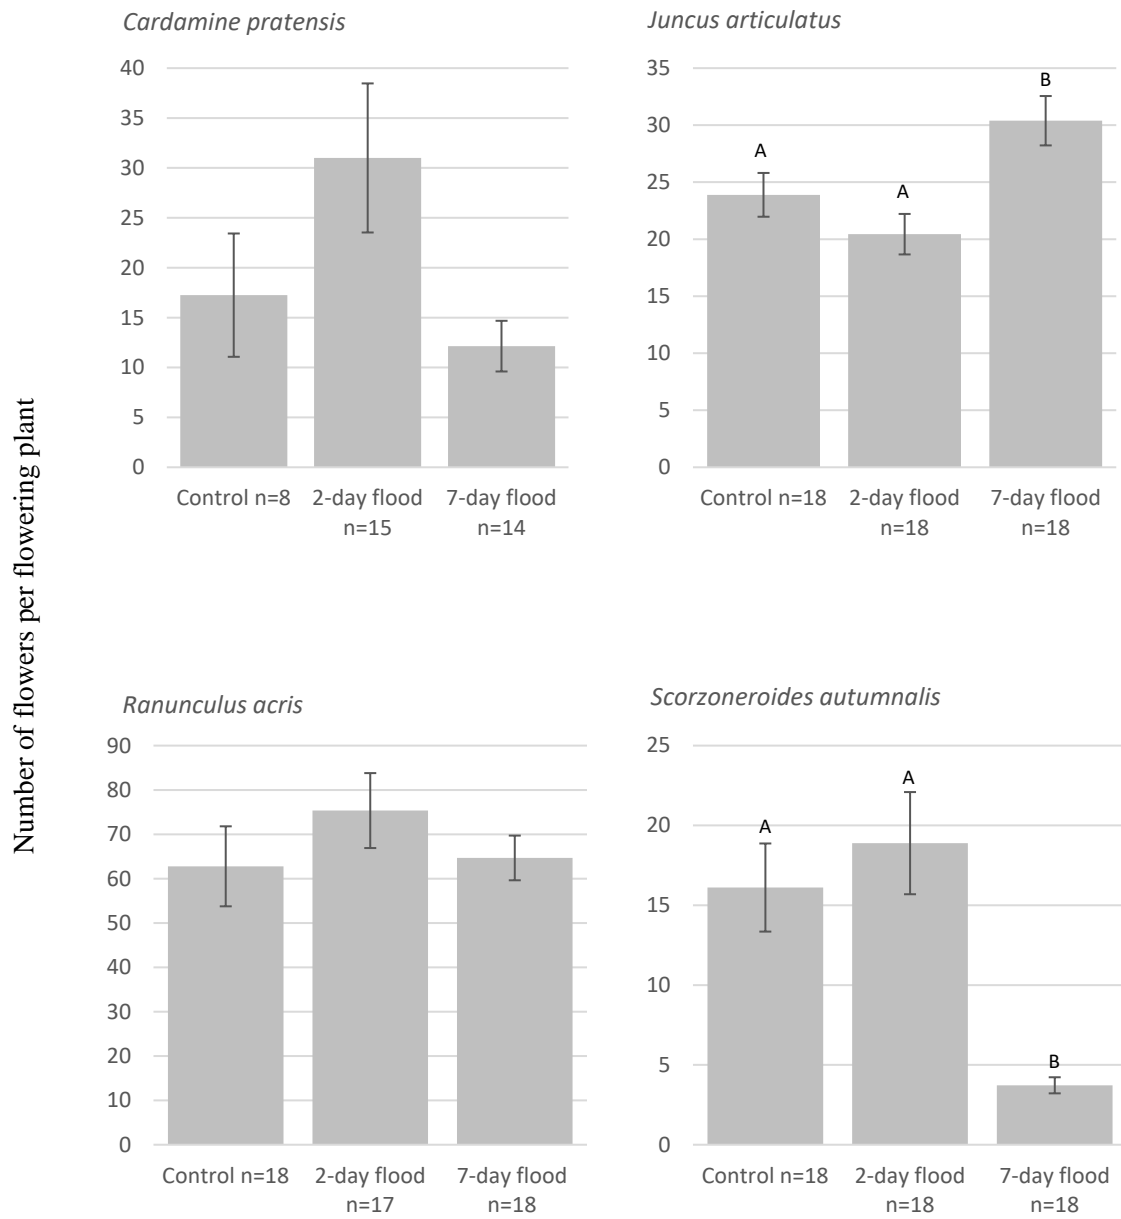 Number of flowers per flowering plant
Cardamine pratensis
40
35
30
25
20
15
10
5
0
Control n=8
2-day flood
n=15
7-day flood
n=14
Juncus articulatus
35
30
25
20
15
10
5
0
A
A
B
Control n=18
2-day flood
n=18
7-day flood
n=18
Ranunculus acris
90
80
70
60
50
40
30
20
10
0
Control n=18
2-day flood
n=17
7-day flood
n=18
Scorzoneroides autumnalis
25
20
15
10
5
0
A
A
B
Control n=18
2-day flood
n=18
7-day flood
n=18